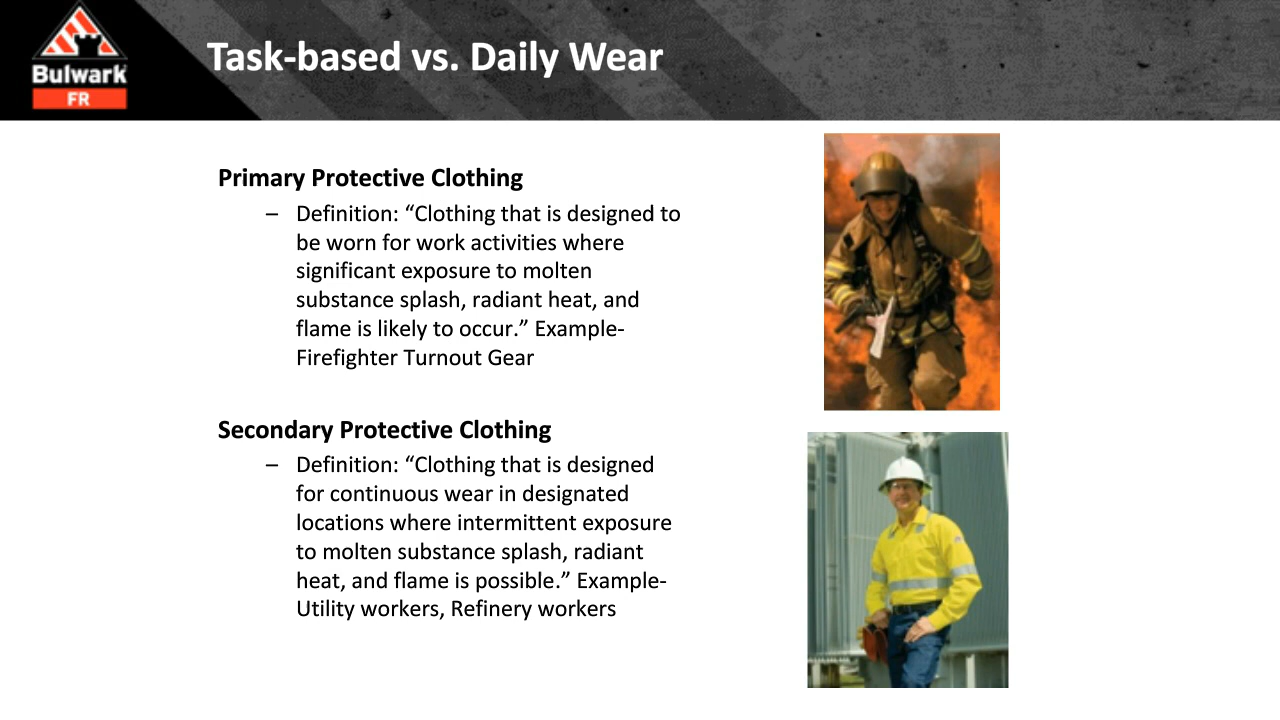 Bulwark
FR
Task-based vs. Daily Wear
Primary Protective Clothing
– Definition: “Clothing that is designed to
be worn for work activities where
significant exposure to molten
substance splash, radiant heat, and
flame is likely to occur.” Example-
Firefighter Turnout Gear
Secondary Protective Clothing
– Definition: “Clothing that is designed
for continuous wear in designated
locations where intermittent exposure
to molten substance splash, radiant
heat, and flame is possible.” Example-
Utility workers, Refinery workers